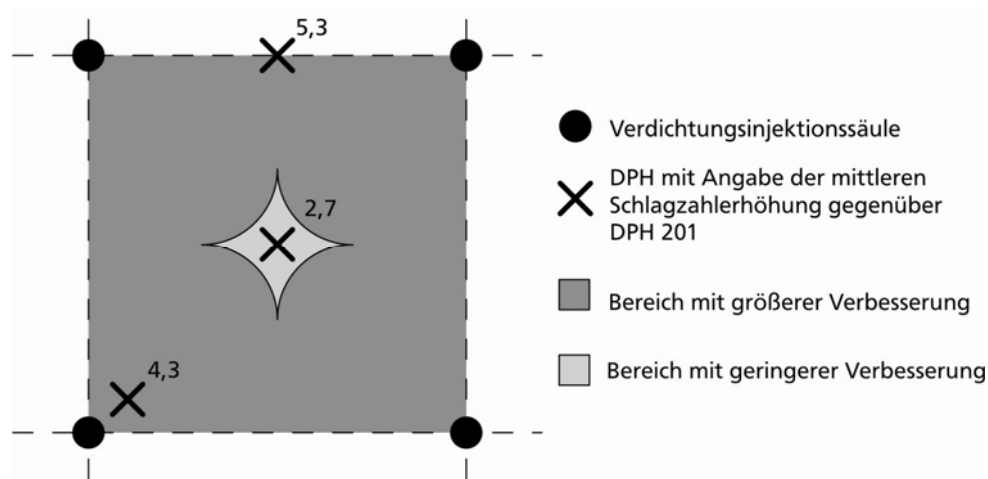 5,3
2,7
4,3
Verdichtungsinjektionssäule
DPH mit Angabe der mittleren
Schlagzahlerhöhung gegenüber
DPH 201
Bereich mit größerer Verbesserung
Bereich mit geringerer Verbesserung